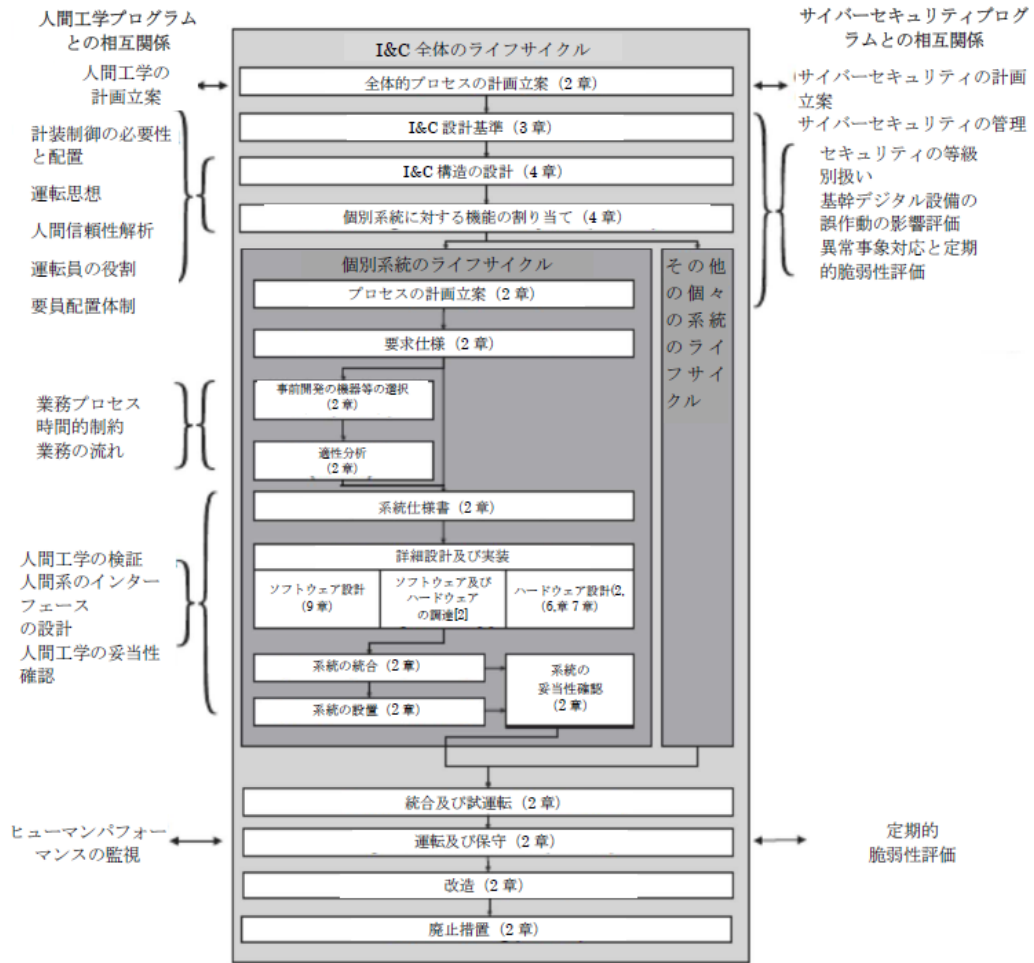 人間工学プログラム
との相互関係
サイバーセキュリティプログ
ラムとの相互関係
I&C 全体のライフサイクル
人間工学の
計画立案
全体的プロセスの計画立案(2 章)
サイバーセキュリティの計画
立案
サイバーセキュリティの管理
I&C 設計基準(3 章)
計装制御の必要性
と配置
運転思想
人間信頼性解析
運転員の役割
要員配置体制
I&C 構造の設計(4 章)
セキュリティの等級
別扱い
基幹デジタル設備の
誤作動の影響評価
異常事象対応と定期
的脆弱性評価
個別系統に対する機能の割り当て(4 章)
個別系統のライフサイクル
プロセスの計画立案(2 章)
要求仕様(2 章)
そ の 他
の 個 々
の 系 統
の ラ イ
フ サ イ
ク ル
業務プロセス
時間的制約
業務の流れ
事前開発の機器等の選択
(2 章)
適性分析
(2 章)
系統仕様書(2 章)
人間工学の検証
人間系のインター
フェース
の設計
人間工学の妥当性
確認
詳細設計及び実装
ソフトウェア設計
(9 章)
ソフトウェア及び
ハードウェア
の調達[2]
ハードウェア設計(2,
(6,章 7 章)
系統の統合(2 章)
系統の設置(2 章)
系統の
妥当性確認
(2 章)
統合及び試運転(2 章)
ヒューマンパフォー
マンスの監視
運転及び保守(2 章)
定期的
脆弱性評価
改造(2 章)
廃止措置(2 章)